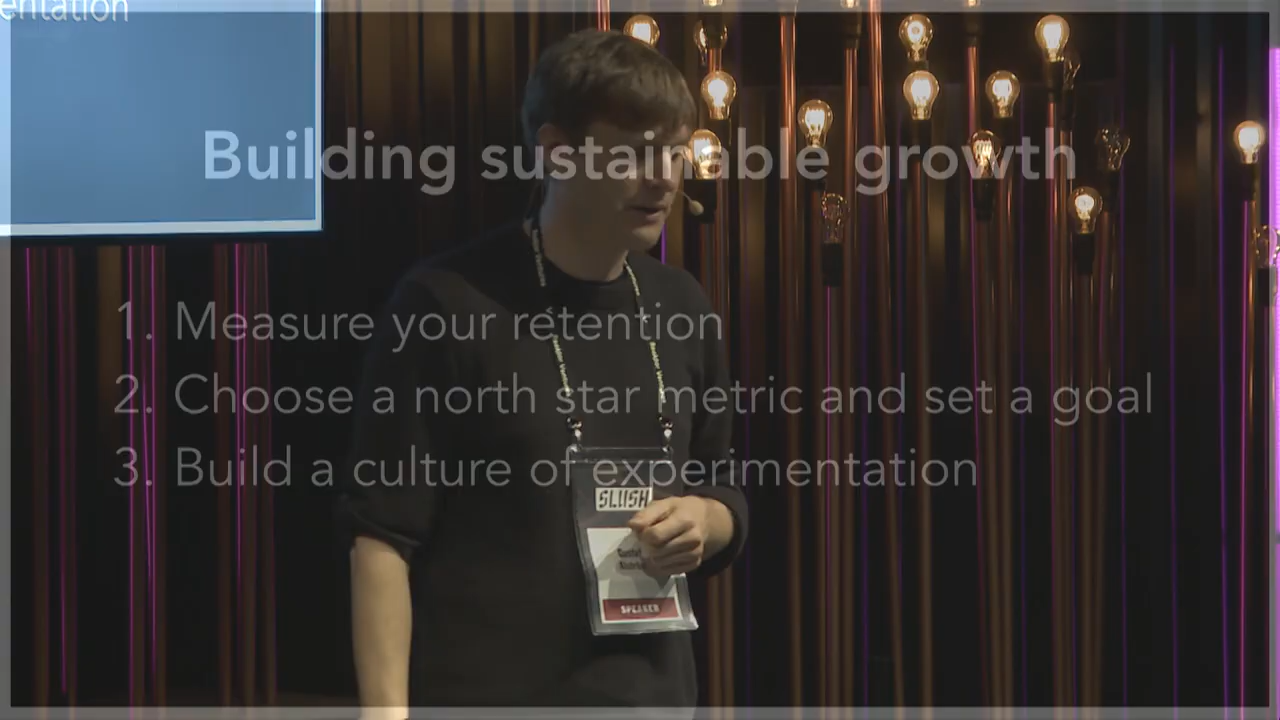 entation
Building sustainable growth
1. Measure your retention
2. Choose a north star metric and set a goal
3. Build a culture of experimentation
SLUSH
Gustaf
SPEAKER